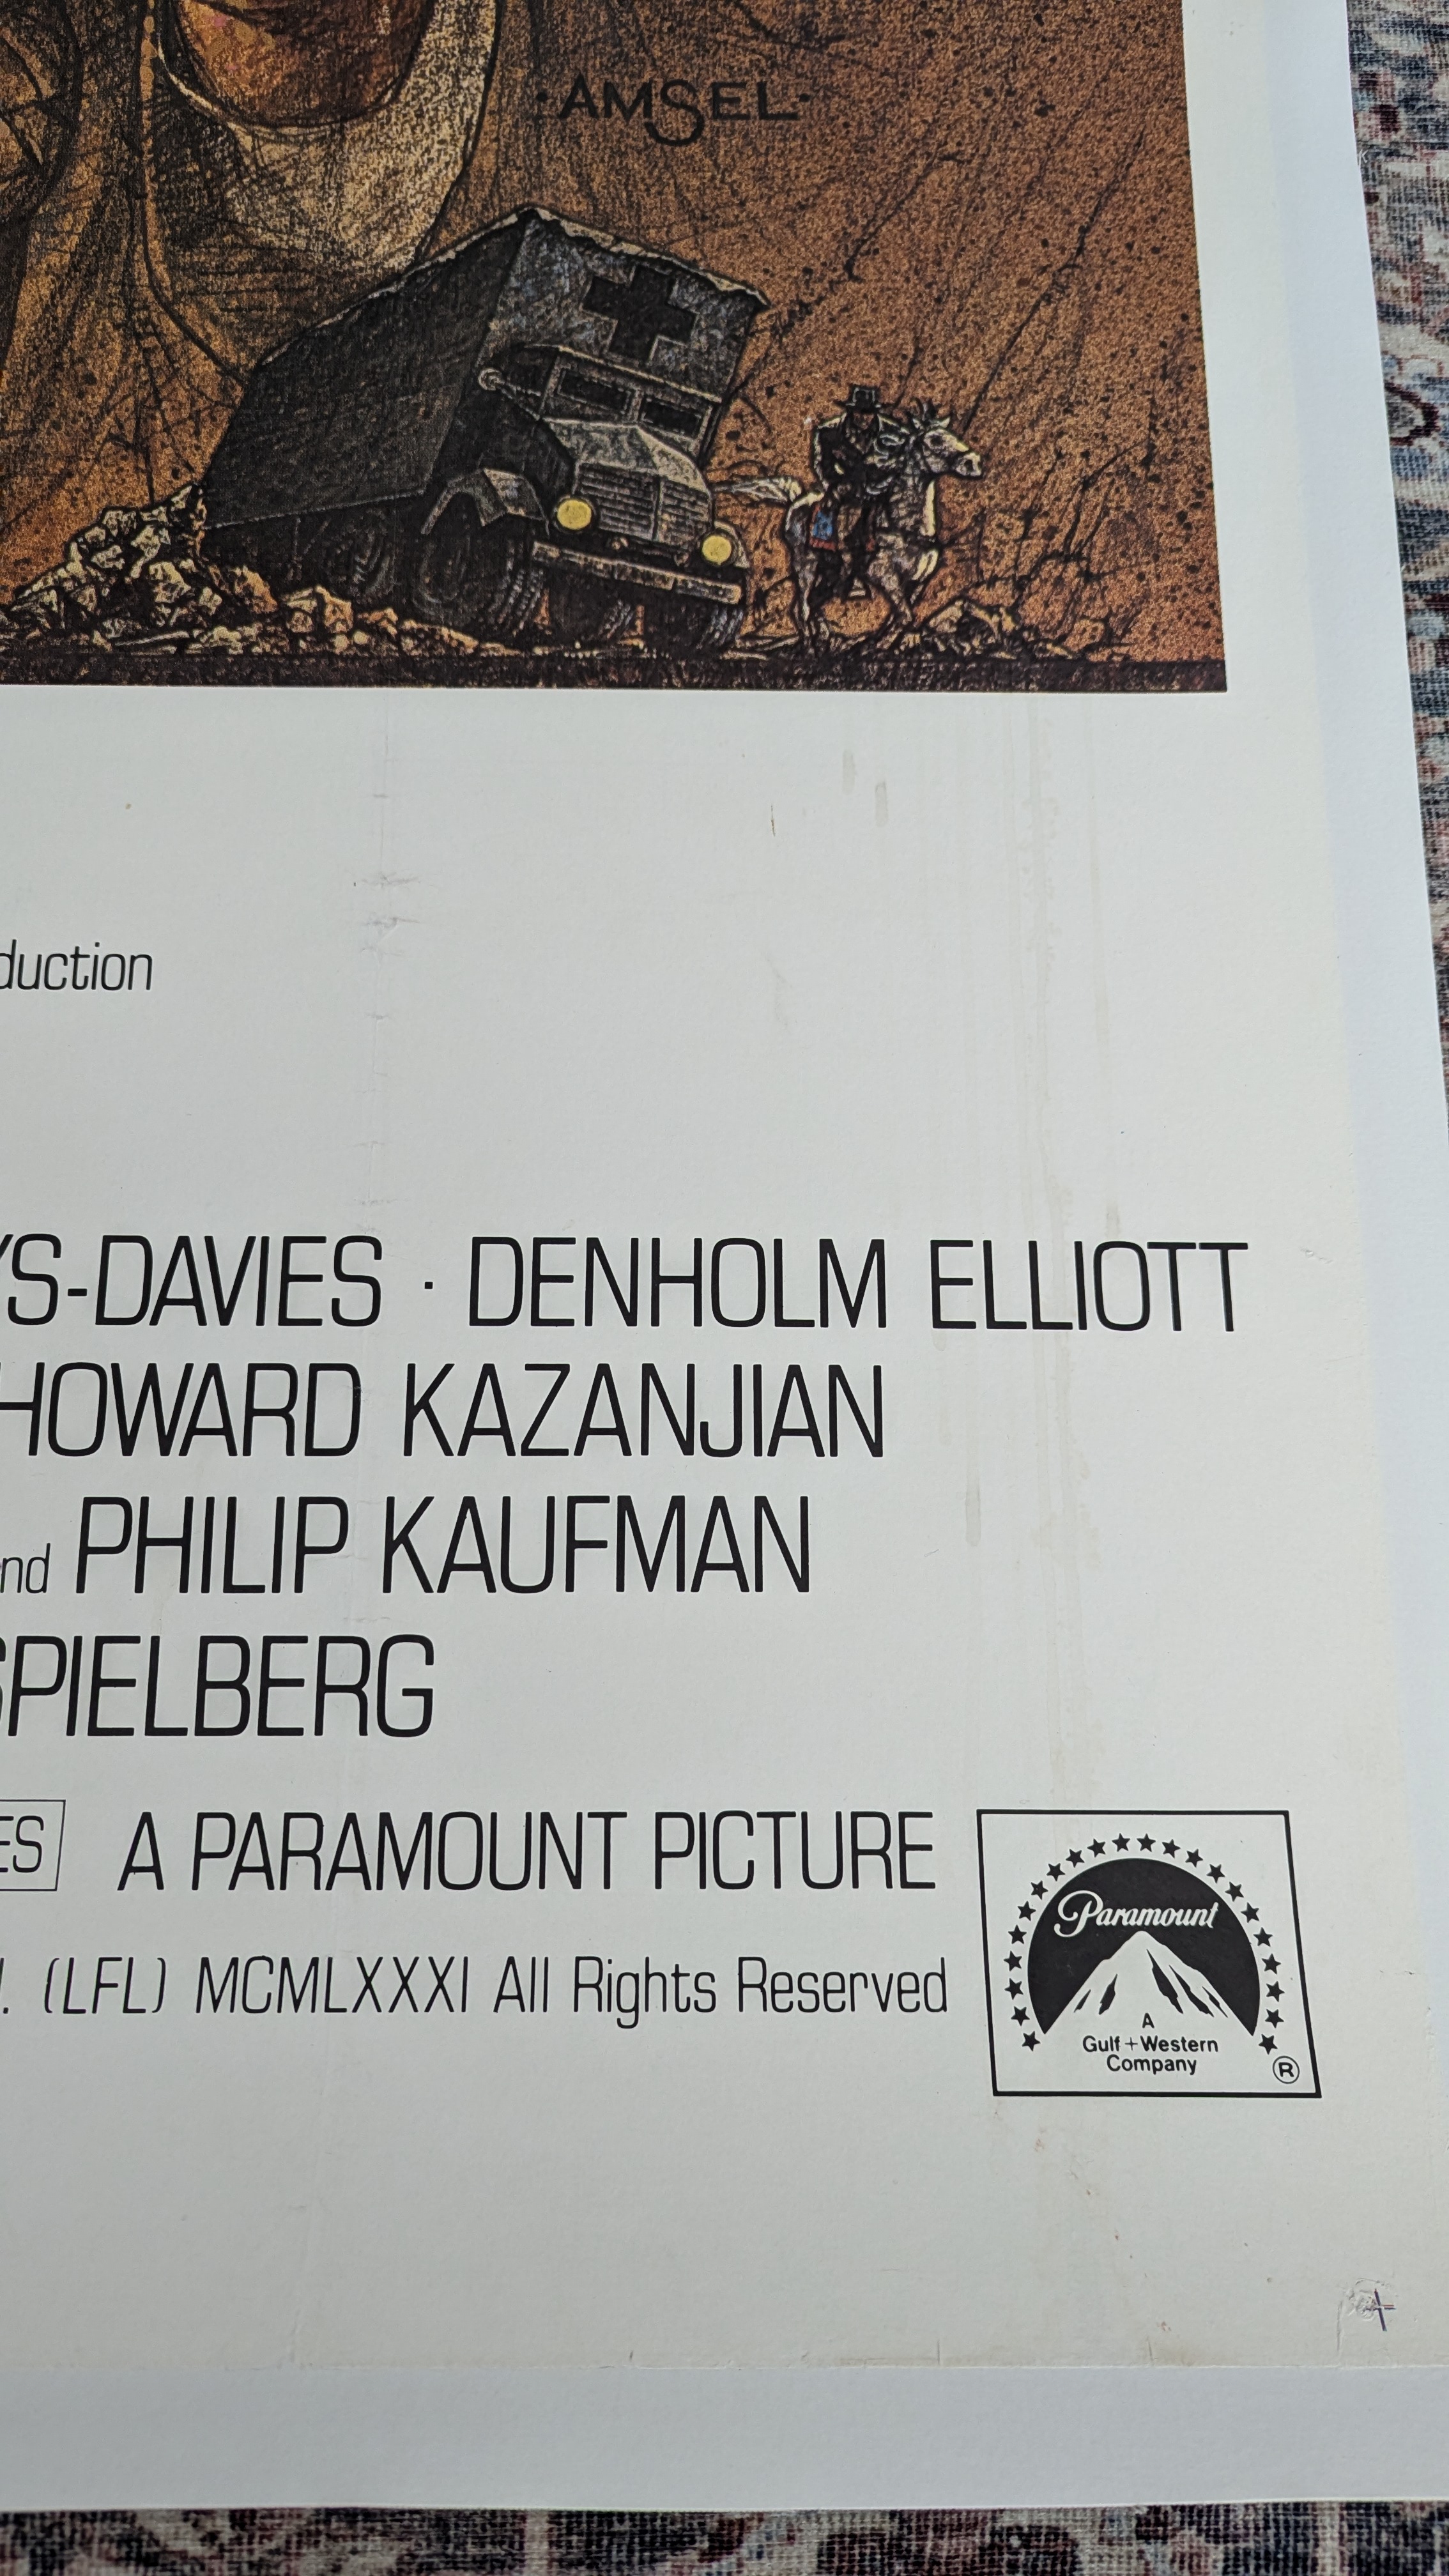 ·AMSEL·
duction
YS-DAVIES · DENHOLM ELLIOTT
HOWARD KAZANJIAN
nd PHILIP KAUFMAN
SPIELBERG
ES A PARAMOUNT PICTURE
. (LFL) MCMLXXXI All Rights Reserved
Paramount
A
Gulf+Western
Company
®